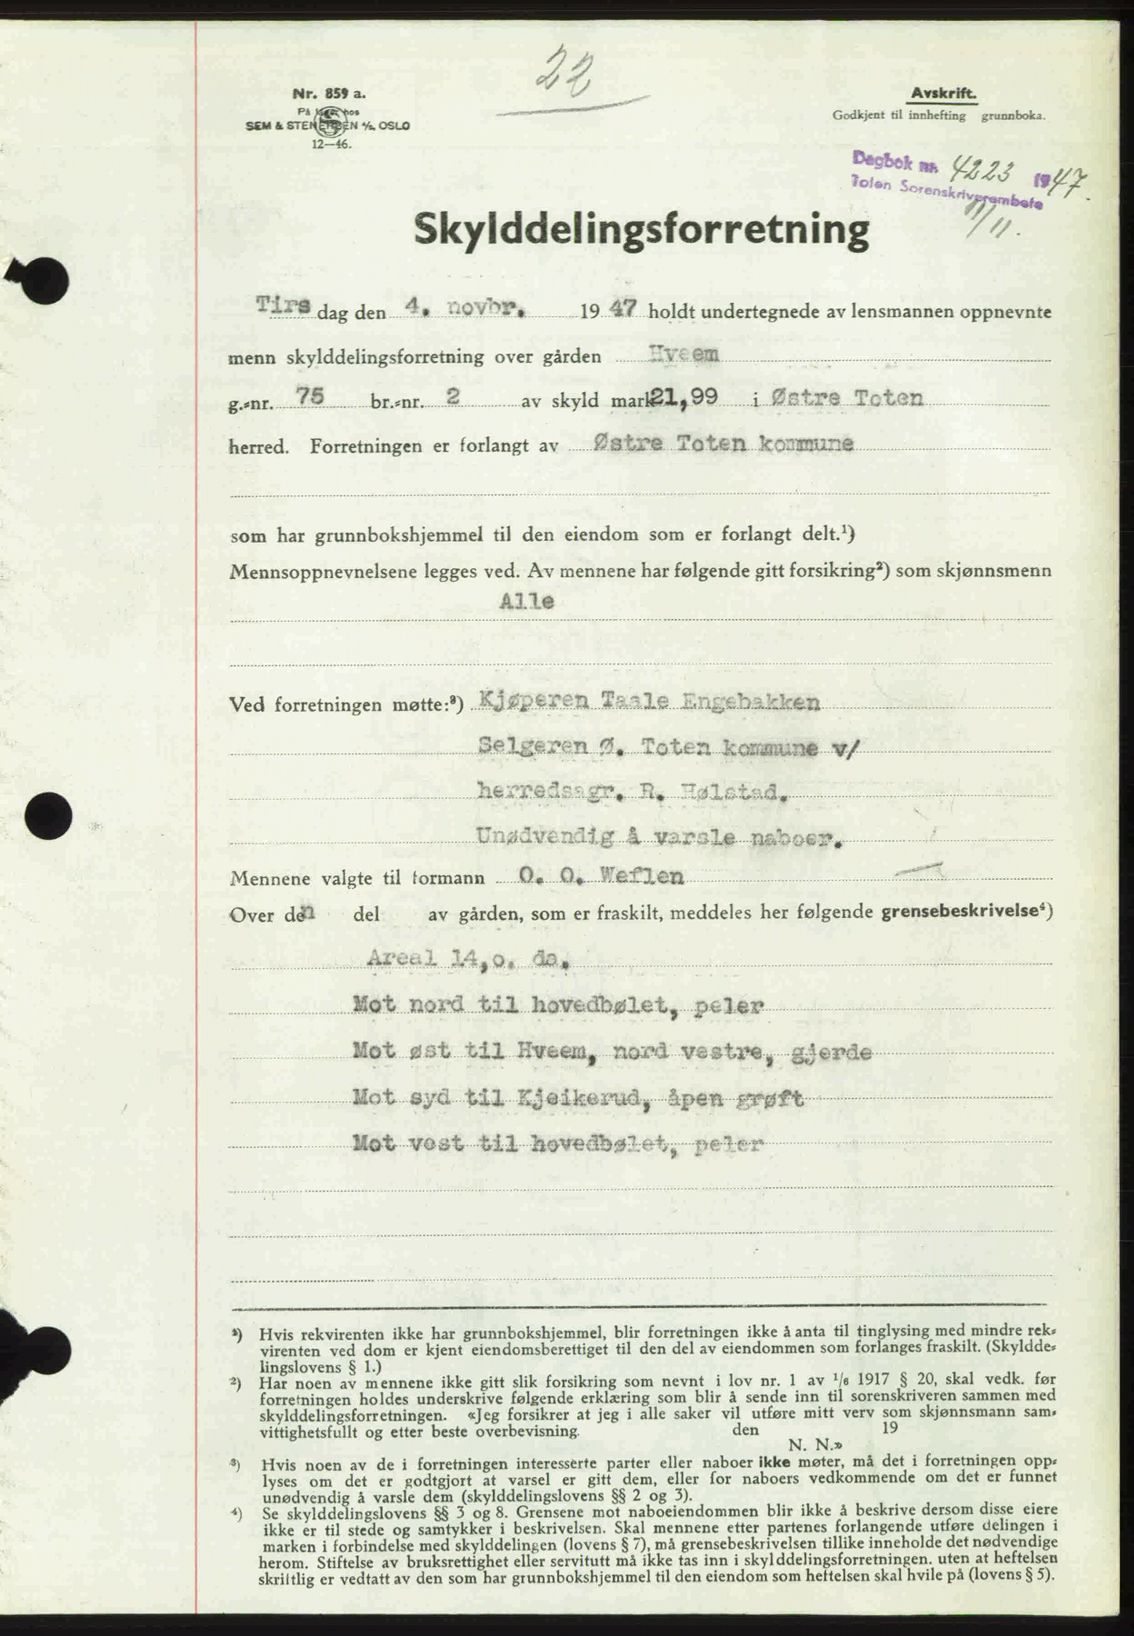 22
Nr. 859 a.
På lager hos
SEM & STENERSEN A/S, OSLO
12—46.
Avskrift.
Godkjent til innhefting grunnboka.
Dagbok nr. 4223 1947.
Toten Sorenskriverembete
11/11.
Skylddelingsforretning
Tirs dag den 4. novbr. 19 47 holdt undertegnede av lensmannen oppnevnte
menn skylddelingsforretning over gården Hveem
g.-nr. 75 br.-nr. 2 av skyld mark 21,99 i Østre Toten
herred. Forretningen er forlangt av Østre Toten kommune
som har grunnbokshjemmel til den eiendom som er forlangt delt.¹)
Mennsoppnevnelsene legges ved. Av mennene har følgende gitt forsikring²) som skjønnsmenn
Alle
Ved forretningen møtte:³) Kjøperen Taale Engebakken
Selgeren Ø. Toten kommune v/
herredsagr. R. Hølstad.
Unødvendig å varsle naboer.
Mennene valgte til formann O. O. Weflen
Over den del av gården, som er fraskilt, meddeles her følgende grensebeskrivelse⁴)
Areal 14,o. da.
Mot nord til hovedbølet, peler
Mot øst til Hveem, nord vestre, gjerde
Mot syd til Kjeikerud, åpen grøft
Mot vest til hovedbølet, peler
¹) Hvis rekvirenten ikke har grunnbokshjemmel, blir forretningen ikke å anta til tinglysing med mindre rek-
virenten ved dom er kjent eiendomsberettiget til den del av eiendommen som forlanges fraskilt. (Skyldde-
lingslovens § 1.)
²) Har noen av mennene ikke gitt slik forsikring som nevnt i lov nr. 1 av 1/6 1917 § 20, skal vedk. før
forretningen holdes underskrive følgende erklæring som blir å sende inn til sorenskriveren sammen med
skylddelingsforretningen. «Jeg forsikrer at jeg i alle saker vil utføre mitt verv som skjønnsmann sam-
vittighetsfullt og etter beste overbevisning. den 19
N. N.»
³) Hvis noen av de i forretningen interesserte parter eller naboer ikke møter, må det i forretningen opp-
lyses om det er godtgjort at varsel er gitt dem, eller for naboers vedkommende om det er funnet
unødvendig å varsle dem (skylddelingslovens §§ 2 og 3).
⁴) Se skylddelingslovens §§ 3 og 8. Grensene mot naboeiendommen blir ikke å beskrive dersom disse eiere
ikke er til stede og samtykker i beskrivelsen. Skal mennene etter partenes forlangende utføre delingen i
marken i forbindelse med skylddelingen (lovens § 7), må grensebeskrivelsen tillike inneholde det nødvendige
herom. Stiftelse av bruksrettighet eller servitutt må ikke tas inn i skylddelingsforretningen, uten at heftelsen
skriftlig er vedtatt av den som har grunnbokshjemmel til den eiendom som heftelsen skal hvile på (lovens § 5).